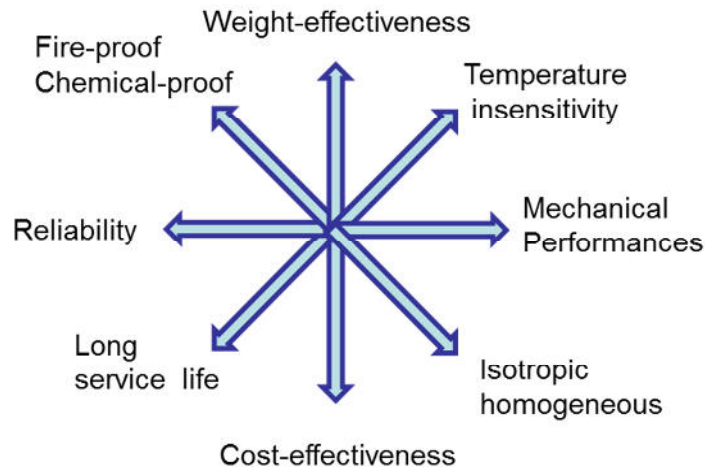 Weight-effectiveness
Fire-proof
Chemical-proof
Temperature
insensitivity
Reliability
Mechanical
Performances
Long
service life
Isotropic
homogeneous
Cost-effectiveness